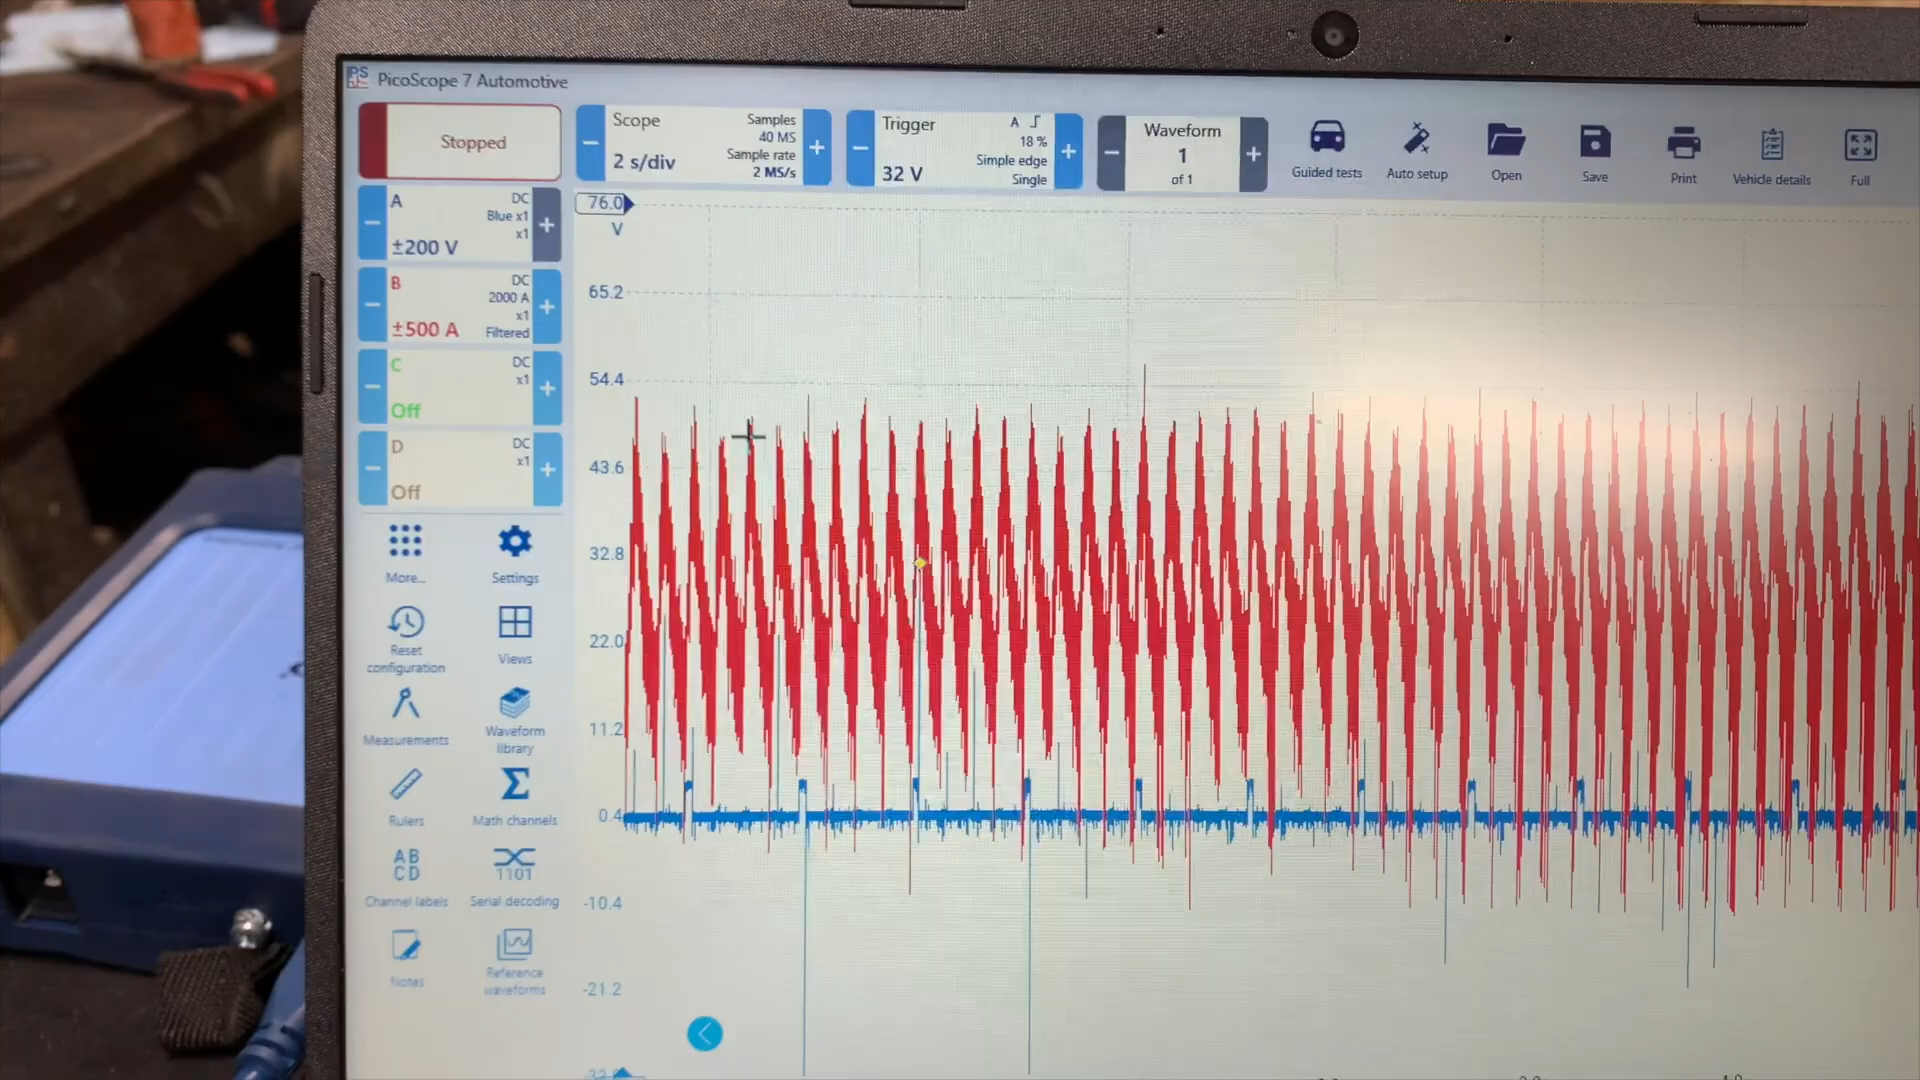 PS PicoScope 7 Automotive
Stopped
Scope
2 s/div
Samples
40 MS
Sample rate
2 MS/s
Trigger
32 V
A
18 %
Simple edge
Single
Waveform
1
of 1
Guided tests
Auto setup
Open
Save
Print
Vehicle details
Full
A
DC
Blue x1
x1
±200 V
B
DC
2000 A
x1
±500 A
Filtered
C
DC
x1
Off
D
DC
x1
Off
More...
Settings
Reset
configuration
Views
Measurements
Waveform
library
Rulers
Math channels
AB
CD
Channel labels
1101
Serial decoding
Notes
Reference
waveforms
76.0
V
65.2
54.4
43.6
32.8
22.0
11.2
0.4
-10.4
-21.2